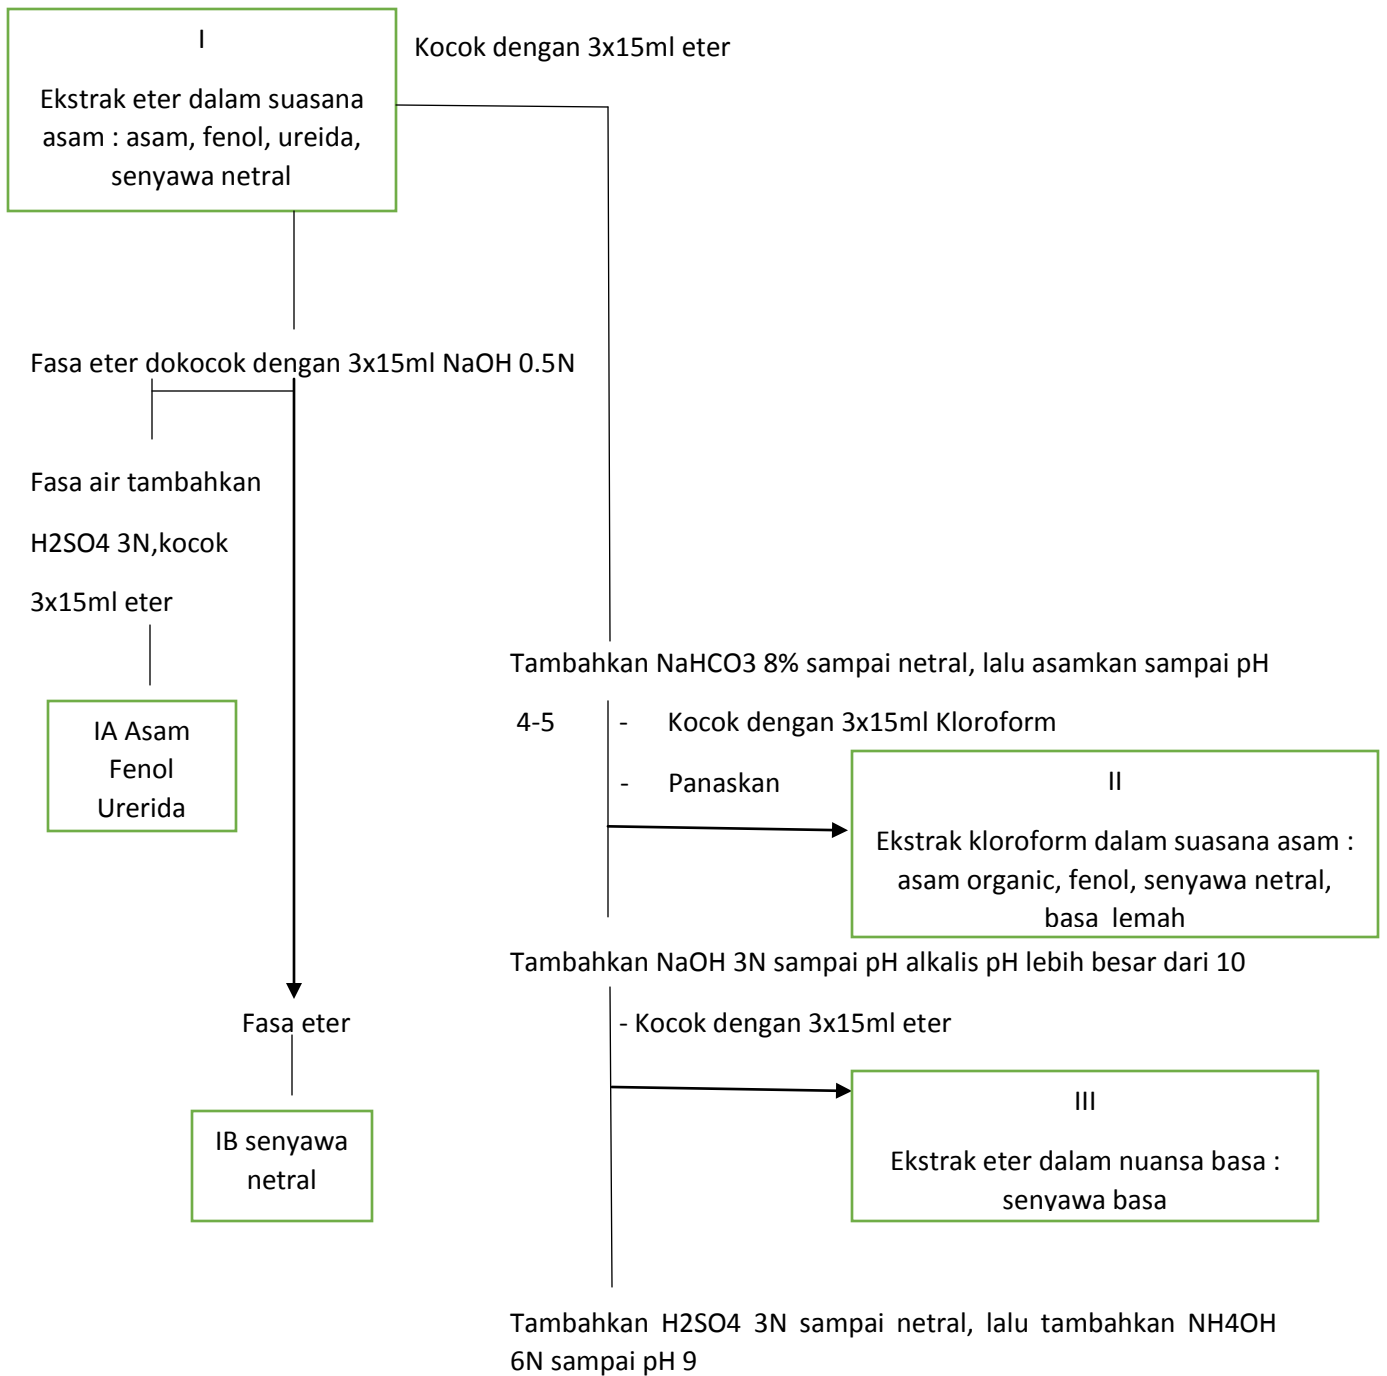 I
Ekstrak eter dalam suasana
asam : asam, fenol, ureida,
senyawa netral
Kocok dengan 3x15ml eter
Fasa eter dokocok dengan 3x15ml NaOH 0.5N
Fasa air tambahkan
H2SO4 3N,kocok
3x15ml eter
IA Asam
Fenol
Urerida
Fasa eter
IB senyawa
netral
Tambahkan NaHCO3 8% sampai netral, lalu asamkan sampai pH
4-5
- Kocok dengan 3x15ml Kloroform
- Panaskan
II
Ekstrak kloroform dalam suasana asam :
asam organic, fenol, senyawa netral,
basa lemah
Tambahkan NaOH 3N sampai pH alkalis pH lebih besar dari 10
- Kocok dengan 3x15ml eter
III
Ekstrak eter dalam nuansa basa :
senyawa basa
Tambahkan H2SO4 3N sampai netral, lalu tambahkan NH4OH
6N sampai pH 9